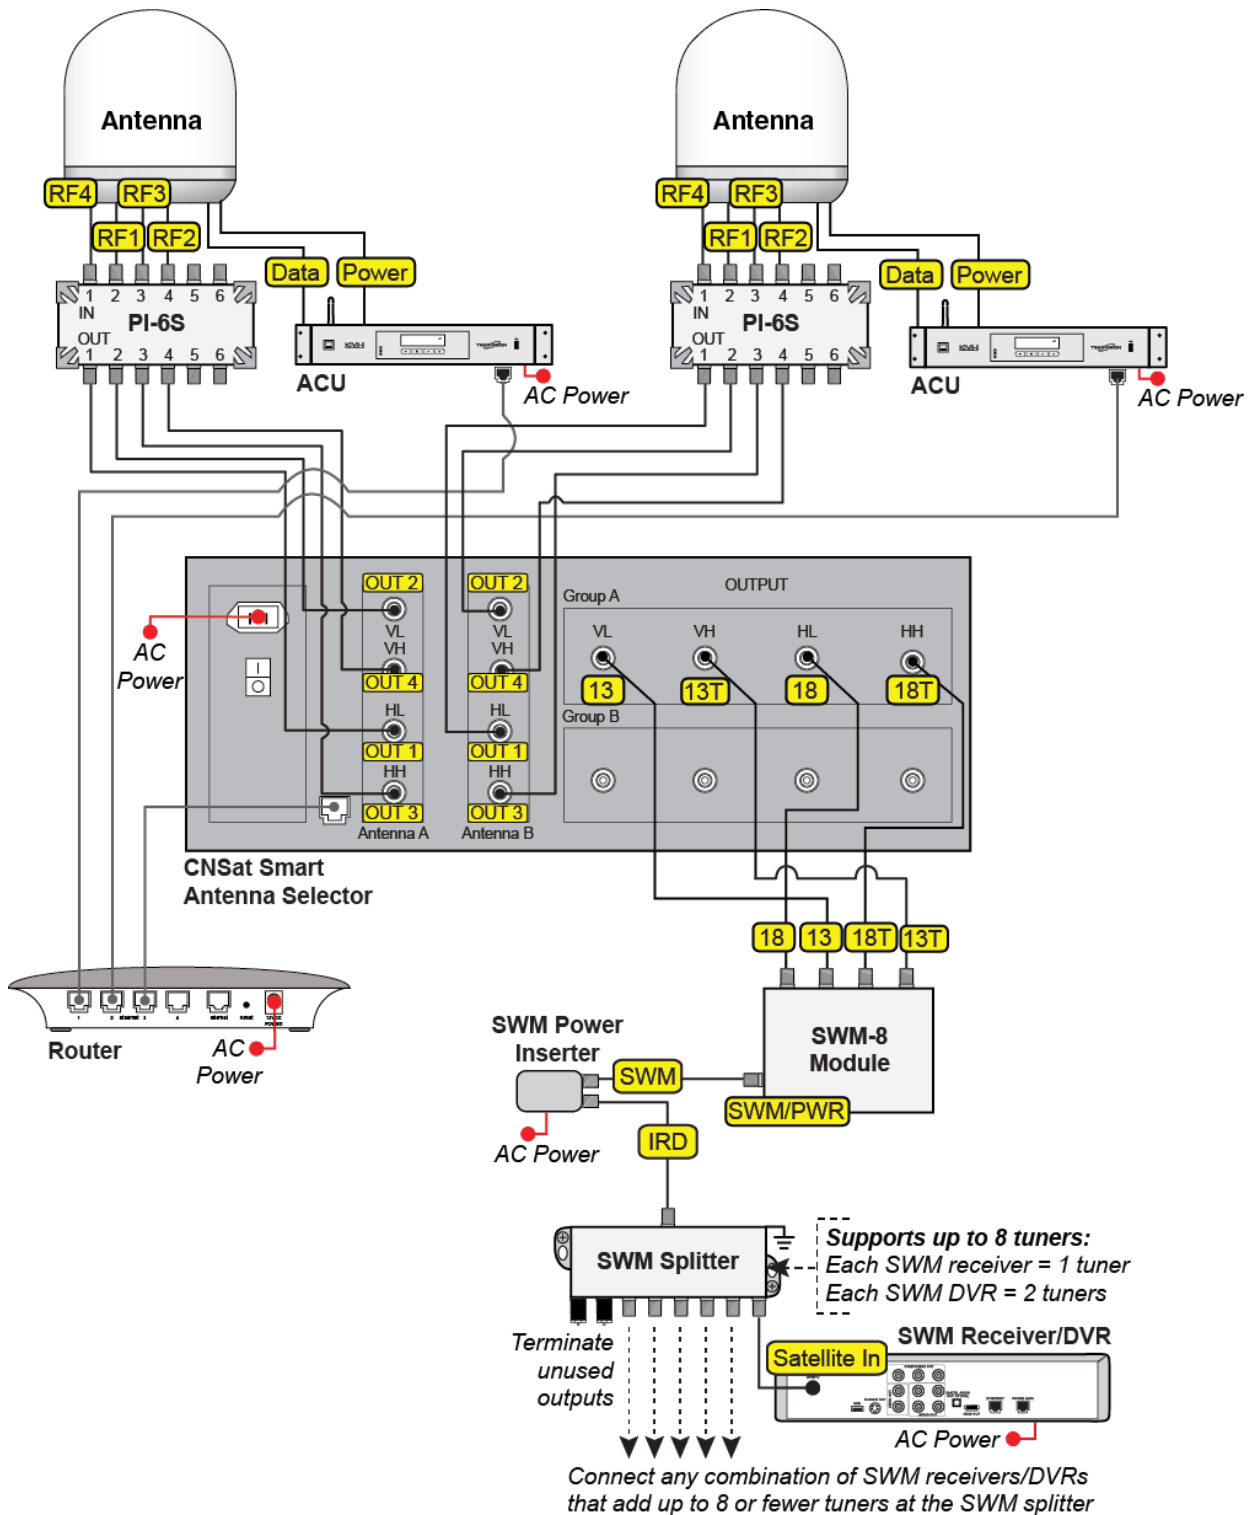 Antenna
Antenna
RF4 RF3
RF4 RF3
RF1 RF2
RF1 RF2
Data Power
Data Power
1 2 3 4 5 6
IN
PI-6S
OUT
1 2 3 4 5 6
1 2 3 4 5 6
IN
PI-6S
OUT
1 2 3 4 5 6
KVH
KVH
ACU
AC Power
ACU
AC Power
OUT 2
VL
VH
OUT 4
HL
OUT 1
HH
OUT 3
Antenna A
OUT 2
VL
VH
OUT 4
HL
OUT 1
HH
OUT 3
Antenna B
OUTPUT
Group A
VL VH HL HH
13 13T 18 18T
Group B
AC
Power
CNSat Smart
Antenna Selector
18 13 18T 13T
1 2 3 4
Router
AC
Power
SWM Power
Inserter
SWM
SWM-8
Module
SWM/PWR
AC Power
IRD
SWM Splitter
Supports up to 8 tuners:
Each SWM receiver = 1 tuner
Each SWM DVR = 2 tuners
Terminate
unused
outputs
SWM Receiver/DVR
Satellite In
AC Power
Connect any combination of SWM receivers/DVRs
that add up to 8 or fewer tuners at the SWM splitter